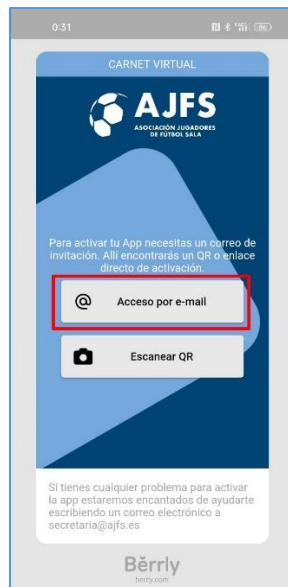 0:31
CARNET VIRTUAL
AJFS
ASOCIACIÓN JUGADORES
DE FÚTBOL SALA
Para activar tu App necesitas un correo de
invitación. Allí encontrarás un QR o enlace
directo de activación.
@ Acceso por e-mail
Escanear QR
Si tienes cualquier problema para activar
la app estaremos encantados de ayudarte
escribiendo un correo electrónico a
secretaria@ajfs.es
Bĕrrly
berrly.com